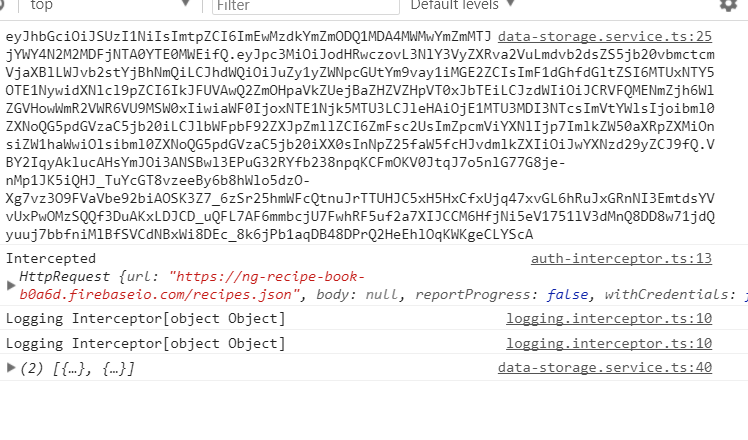 top Filter Default levels
eyJhbGciOiJSUzI1NiIsImtpZCI6ImEwMzdkYmZmODQ1MDA4MWMwYmZmMTJ data-storage.service.ts:25
jYWY4N2M2MDFjNTA0YTE0MWEifQ.eyJpc3MiOiJodHRwczovL3NlY3VyZXRva2VuLmdvb2dsZS5jb20vbmctcm
VjaXBlLWJvb2stYjBhNmQiLCJhdWQiOiJuZy1yZWNpcGUtYm9vay1iMGE2ZCIsImF1dGhfdGltZSI6MTUxNTY5
OTE1NywidXNlcl9pZCI6IkJFUVAwQ2ZmOHpaVkZUejBaZHZVZHpVT0xJbTEiLCJzdWIiOiJCRVFQMENmZjh6Wl
ZGVHowWmR2VWR6VU9MSW0xIiwiaWF0IjoxNTE1Njk5MTU3LCJleHAiOjE1MTU3MDI3NTcsImVtYWlsIjoibml0
ZXNoQG5pdGVzaC5jb20iLCJlbWFpbF92ZXJpZmllZCI6ZmFsc2UsImZpcmViYXNlIjp7ImlkZW50aXRpZXMiOn
siZW1haWwiOlsibml0ZXNoQG5pdGVzaC5jb20iXX0sInNpZ25faW5fcHJvdmlkZXIiOiJwYXNzd29yZCJ9fQ.V
BY2IqyAklucAHsYmJOi3ANSBwl3EPuG32RYfb238npqKCFmOKV0JtqJ7o5nlG77G8je-
nMp1JK5iQHJ_TuYcGT8vzeeBy6b8hWlo5dzO-
Xg7vz3O9FVaVbe92biAOSK3Z7_6zSr25hmWFcQtnuJrTTUHJC5xH5HxCfxUjq47xvGL6hRuJxGRnNI3EmtdsYV
vUxPwOMzSQQf3DuAKxLDJCD_uQFL7AF6mmbcjU7FwhRF5uf2a7XIJCCM6HfjNi5eV1751lV3dMnQ8DD8w71jdQ
yuuj7bbfniMlBfSVCdNBxWi8DEc_8k6jPb1aqDB48DPrQ2HeEhlOqKWKgeCLYScA
Intercepted auth-interceptor.ts:13
HttpRequest {url: "https://ng-recipe-book-
b0a6d.firebaseio.com/recipes.json", body: null, reportProgress: false, withCredentials:
Logging Interceptor[object Object] logging.interceptor.ts:10
Logging Interceptor[object Object] logging.interceptor.ts:10
(2) [{…}, {…}] data-storage.service.ts:40